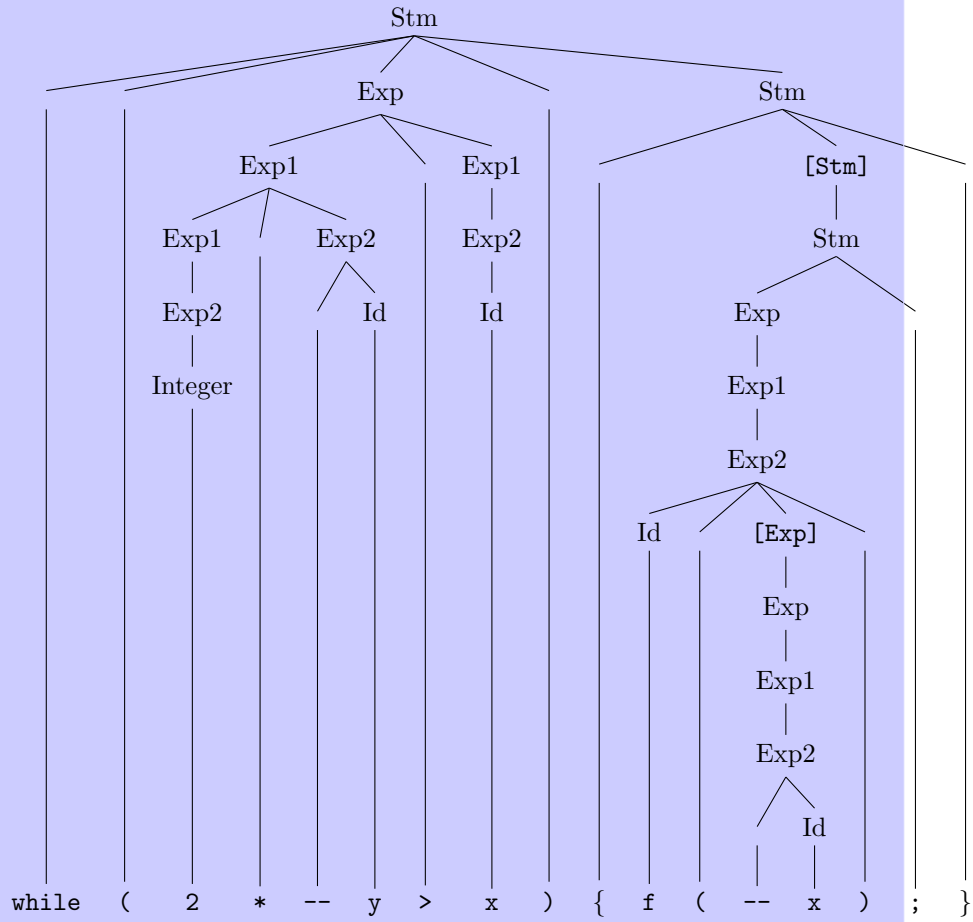 Stm
Exp Stm
Exp1 Exp1 [Stm]
Exp1 Exp2 Exp2 Stm
Exp2 Id Id Exp
Integer Exp1
Exp2
Id [Exp]
Exp
Exp1
Exp2
Id
while ( 2 * -- y > x ) { f ( -- x ) ; }